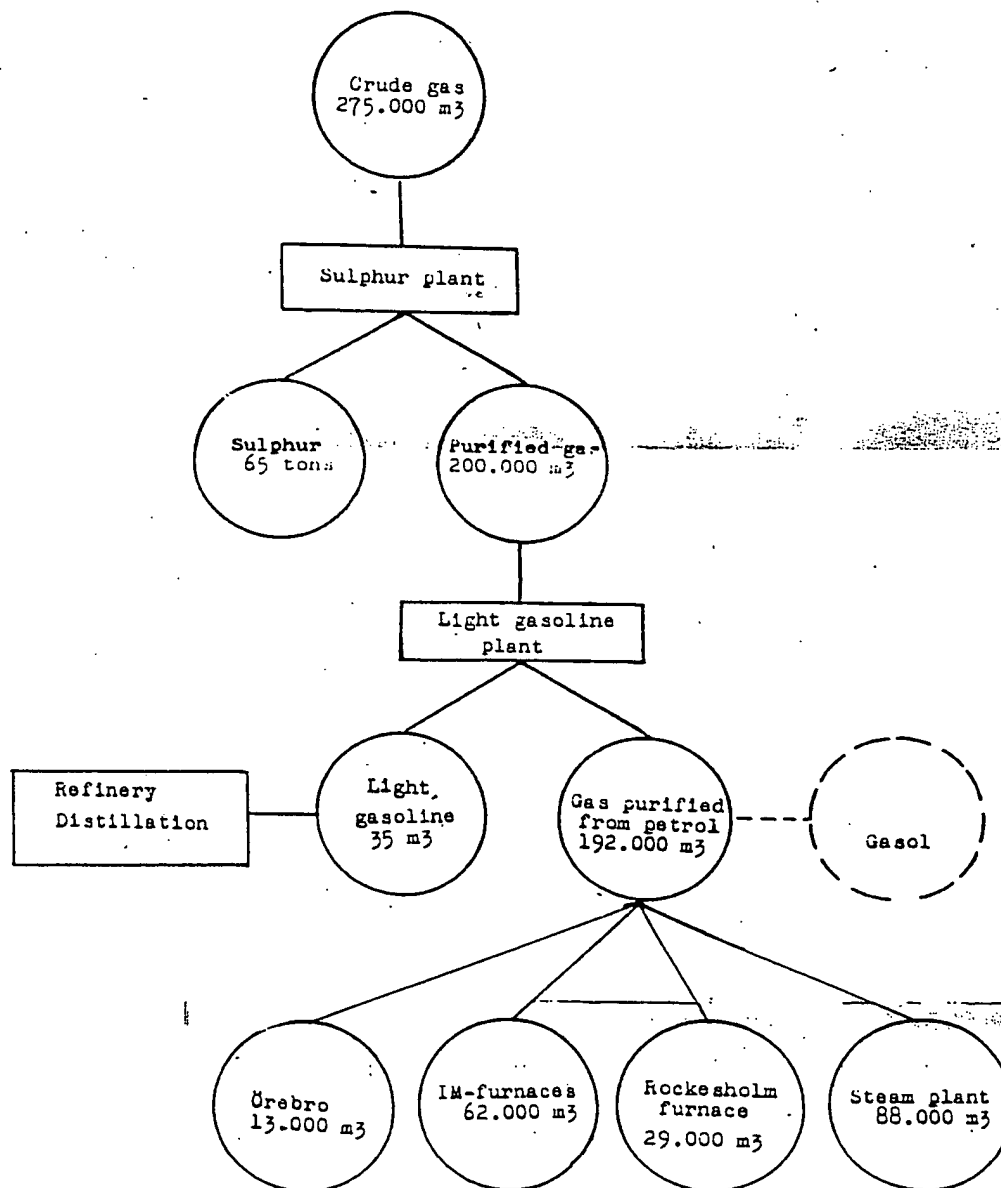 Crude gas
275.000 m3
Sulphur plant
Sulphur
65 tons
Purified gas
200.000 m3
Light gasoline
plant
Refinery
Distillation
Light
gasoline
35 m3
Gas purified
from petrol
192.000 m3
Gasol
Örebro
13.000 m3
IM-furnaces
62.000 m3
Rockesholm
furnace
29.000 m3
Steam plant
88.000 m3